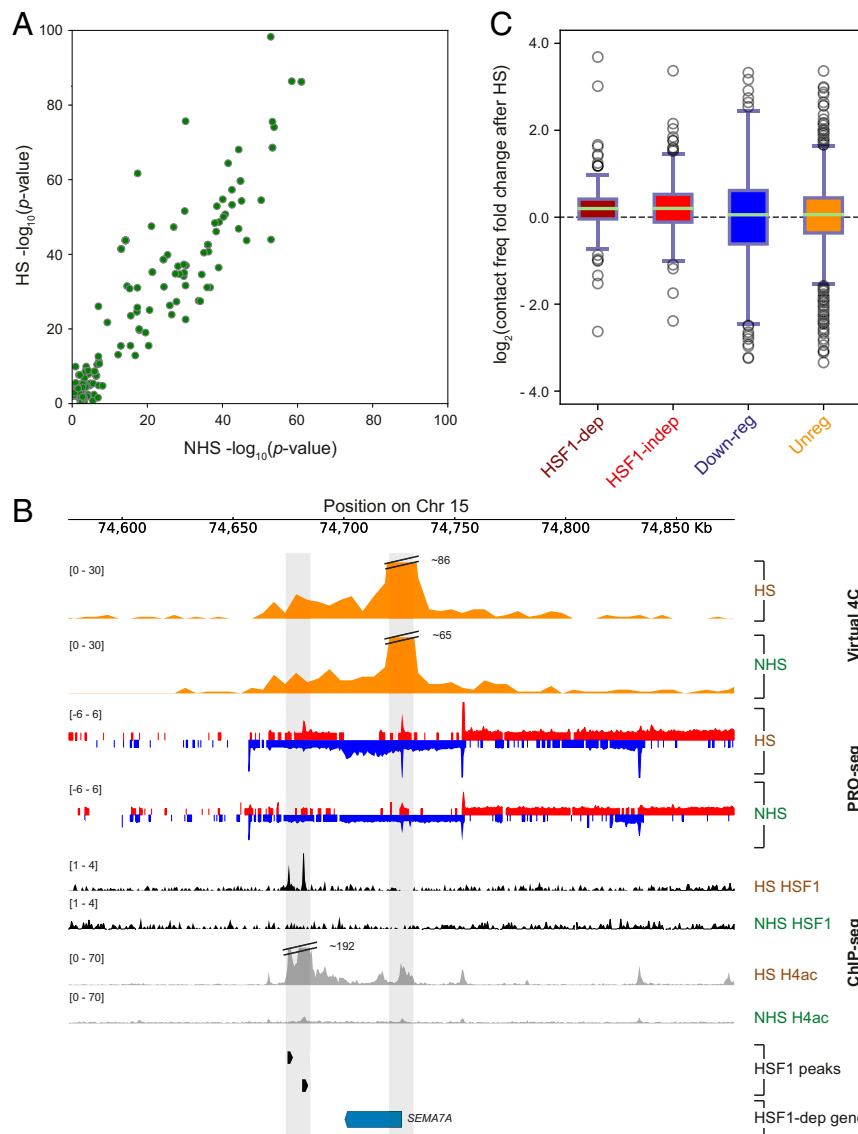 A
HS -log10(p-value)
100
80
60
40
20
0
0 20 40 60 80 100
NHS -log10(p-value)
C
log2(contact freq fold change after HS)
4.0
2.0
0.0
- 2.0
- 4.0
HSF1-dep
HSF1-indep
Down-reg
Unreg
B
Position on Chr 15
74,600 74,650 74,700 74,750 74,800 74,850 Kb
[0 - 30]
~86
HS
[0 - 30]
~65
NHS
Virtual 4C
[-6 - 6]
HS
[-6 - 6]
NHS
PRO-seq
[1 - 4]
HS HSF1
[1 - 4]
NHS HSF1
[0 - 70]
~192
HS H4ac
[0 - 70]
NHS H4ac
ChIP-seq
HSF1 peaks
SEMA7A
HSF1-dep gen